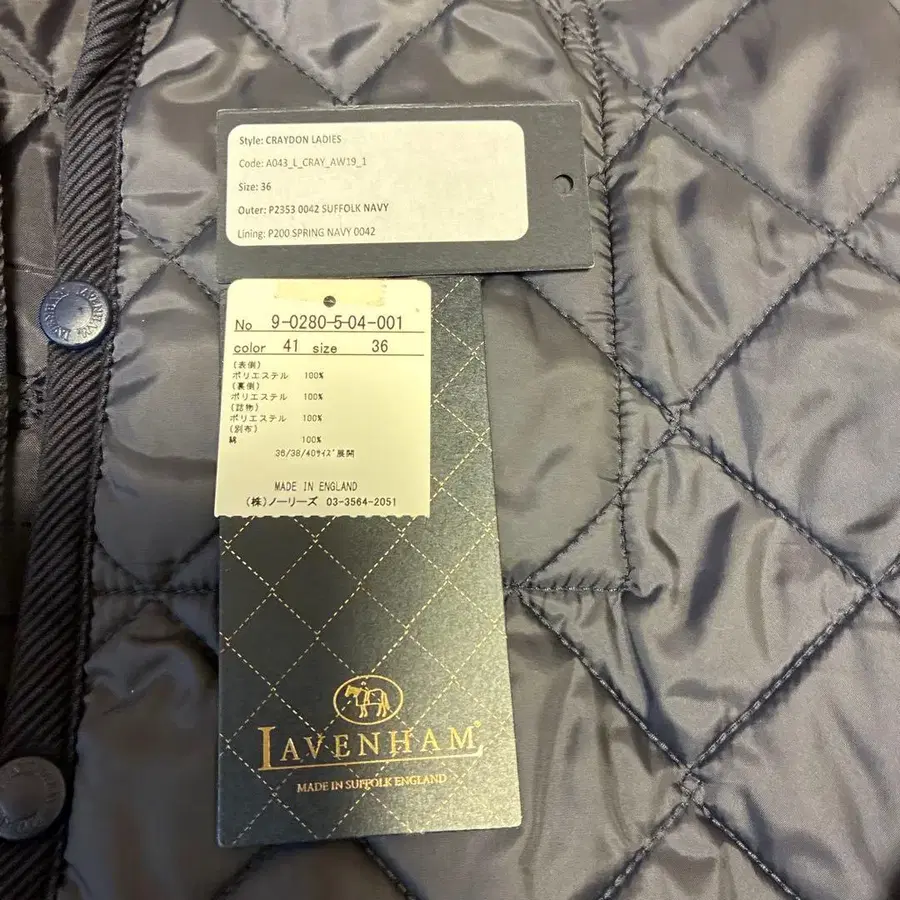 Style: CRAYDON LADIES
Code: A043_L_CRAY_AW19_1
Size: 36
Outer: P2353 0042 SUFFOLK NAVY
Lining: P200 SPRING NAVY 0042
No 9-0280-5-04-001
color 41 size 36
(表側)
ポリエステル 100%
(裏側)
ポリエステル 100%
(詰物)
ポリエステル 100%
(別布)
綿 100%
36/38/40サイズ展開
MADE IN ENGLAND
(株)ノーリーズ 03-3564-2051
LAVENHAM®
MADE IN SUFFOLK ENGLAND
LAVENHAM